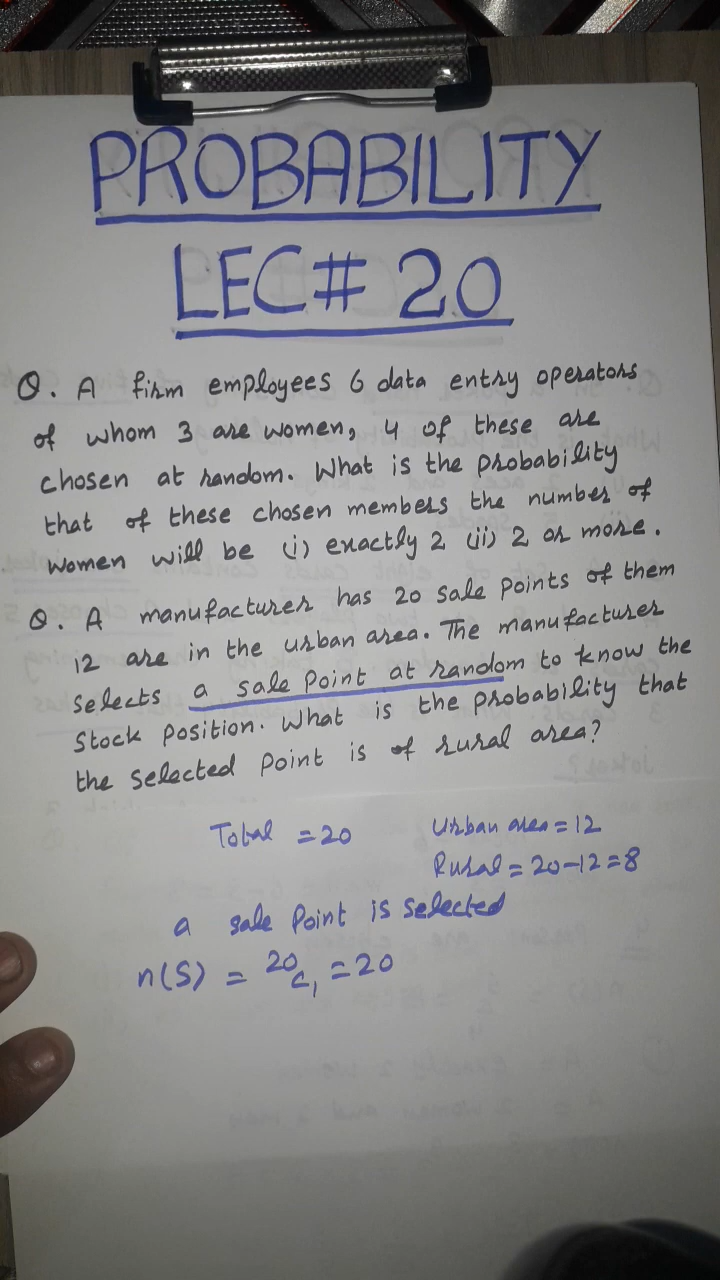 PROBABILITY
LEC# 20
Q. A firm employees 6 data entry operators
of whom 3 are women, 4 of these are
chosen at random. What is the probability
that of these chosen members the number of
women will be (i) exactly 2 (ii) 2 or more.
Q. A manufacturer has 20 sale points of them
12 are in the urban area. The manufacturer
selects a sale point at random to know the
stock position. What is the probability that
the selected point is of rural area?
Total = 20 Urban area = 12
Rural = 20-12 = 8
a sale point is selected
n(S) = 20C1 = 20